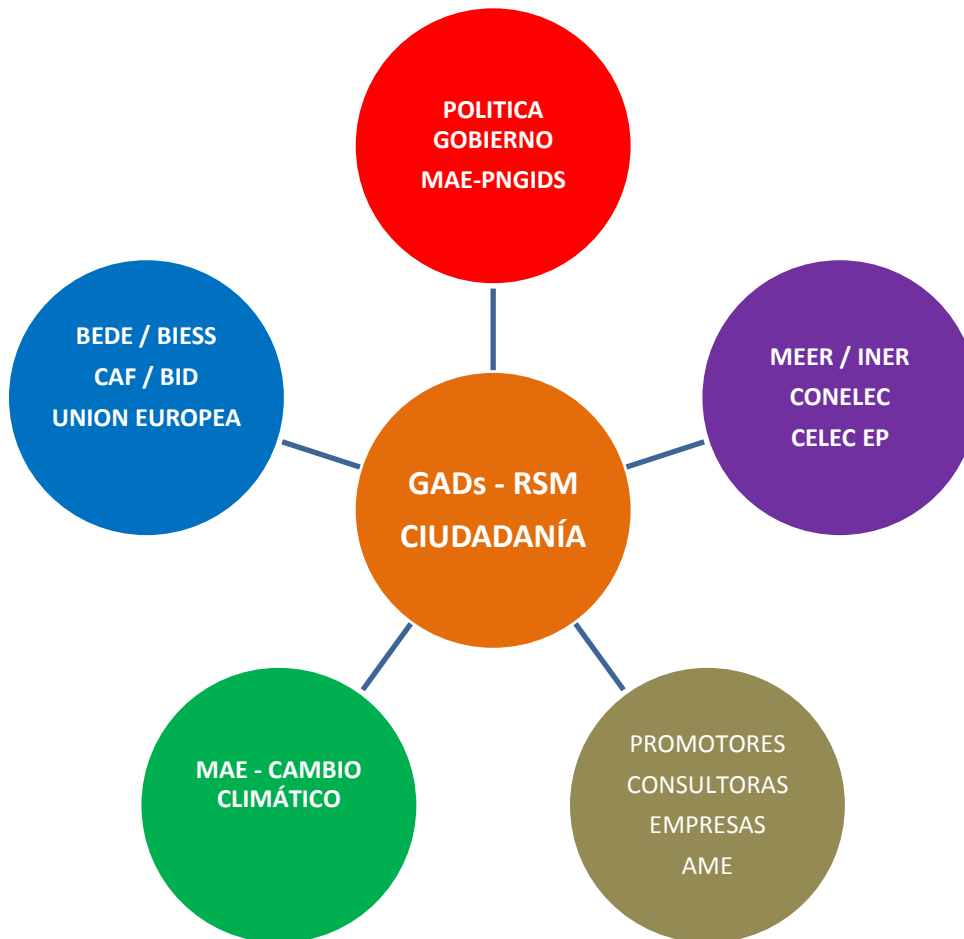 POLITICA
GOBIERNO
MAE-PNGIDS
BEDE / BIESS
CAF / BID
UNION EUROPEA
MEER / INER
CONELEC
CELEC EP
GADs - RSM
CIUDADANÍA
MAE - CAMBIO
CLIMÁTICO
PROMOTORES
CONSULTORAS
EMPRESAS
AME